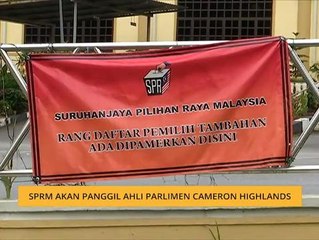 SPR
SURUHANJAYA PILIHAN RAYA MALAYSIA
RANG DAFTAR PEMILIH TAMBAHAN
ADA DIPAMERKAN DISINI
SPRM AKAN PANGGIL AHLI PARLIMEN CAMERON HIGHLANDS